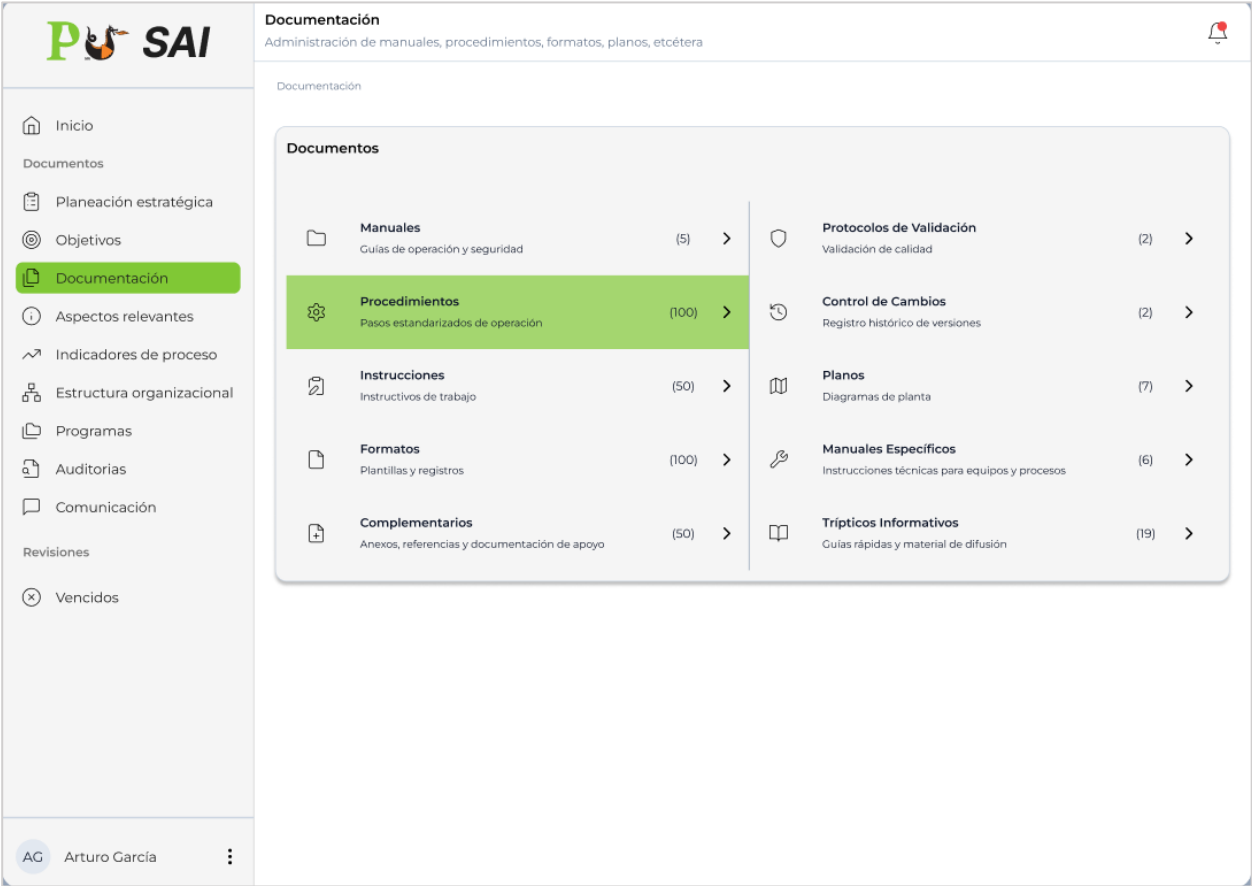 P SAI
Documentación
Administración de manuales, procedimientos, formatos, planos, etcétera
Documentación
Inicio
Documentos
Planeación estratégica
Objetivos
Documentación
Aspectos relevantes
Indicadores de proceso
Estructura organizacional
Programas
Auditorias
Comunicación
Revisiones
Vencidos
AG Arturo García
Documentos
Manuales
Guías de operación y seguridad
(5)
Procedimientos
Pasos estandarizados de operación
(100)
Instrucciones
Instructivos de trabajo
(50)
Formatos
Plantillas y registros
(100)
Complementarios
Anexos, referencias y documentación de apoyo
(50)
Protocolos de Validación
Validación de calidad
(2)
Control de Cambios
Registro histórico de versiones
(2)
Planos
Diagramas de planta
(7)
Manuales Específicos
Instrucciones técnicas para equipos y procesos
(6)
Trípticos Informativos
Guías rápidas y material de difusión
(19)